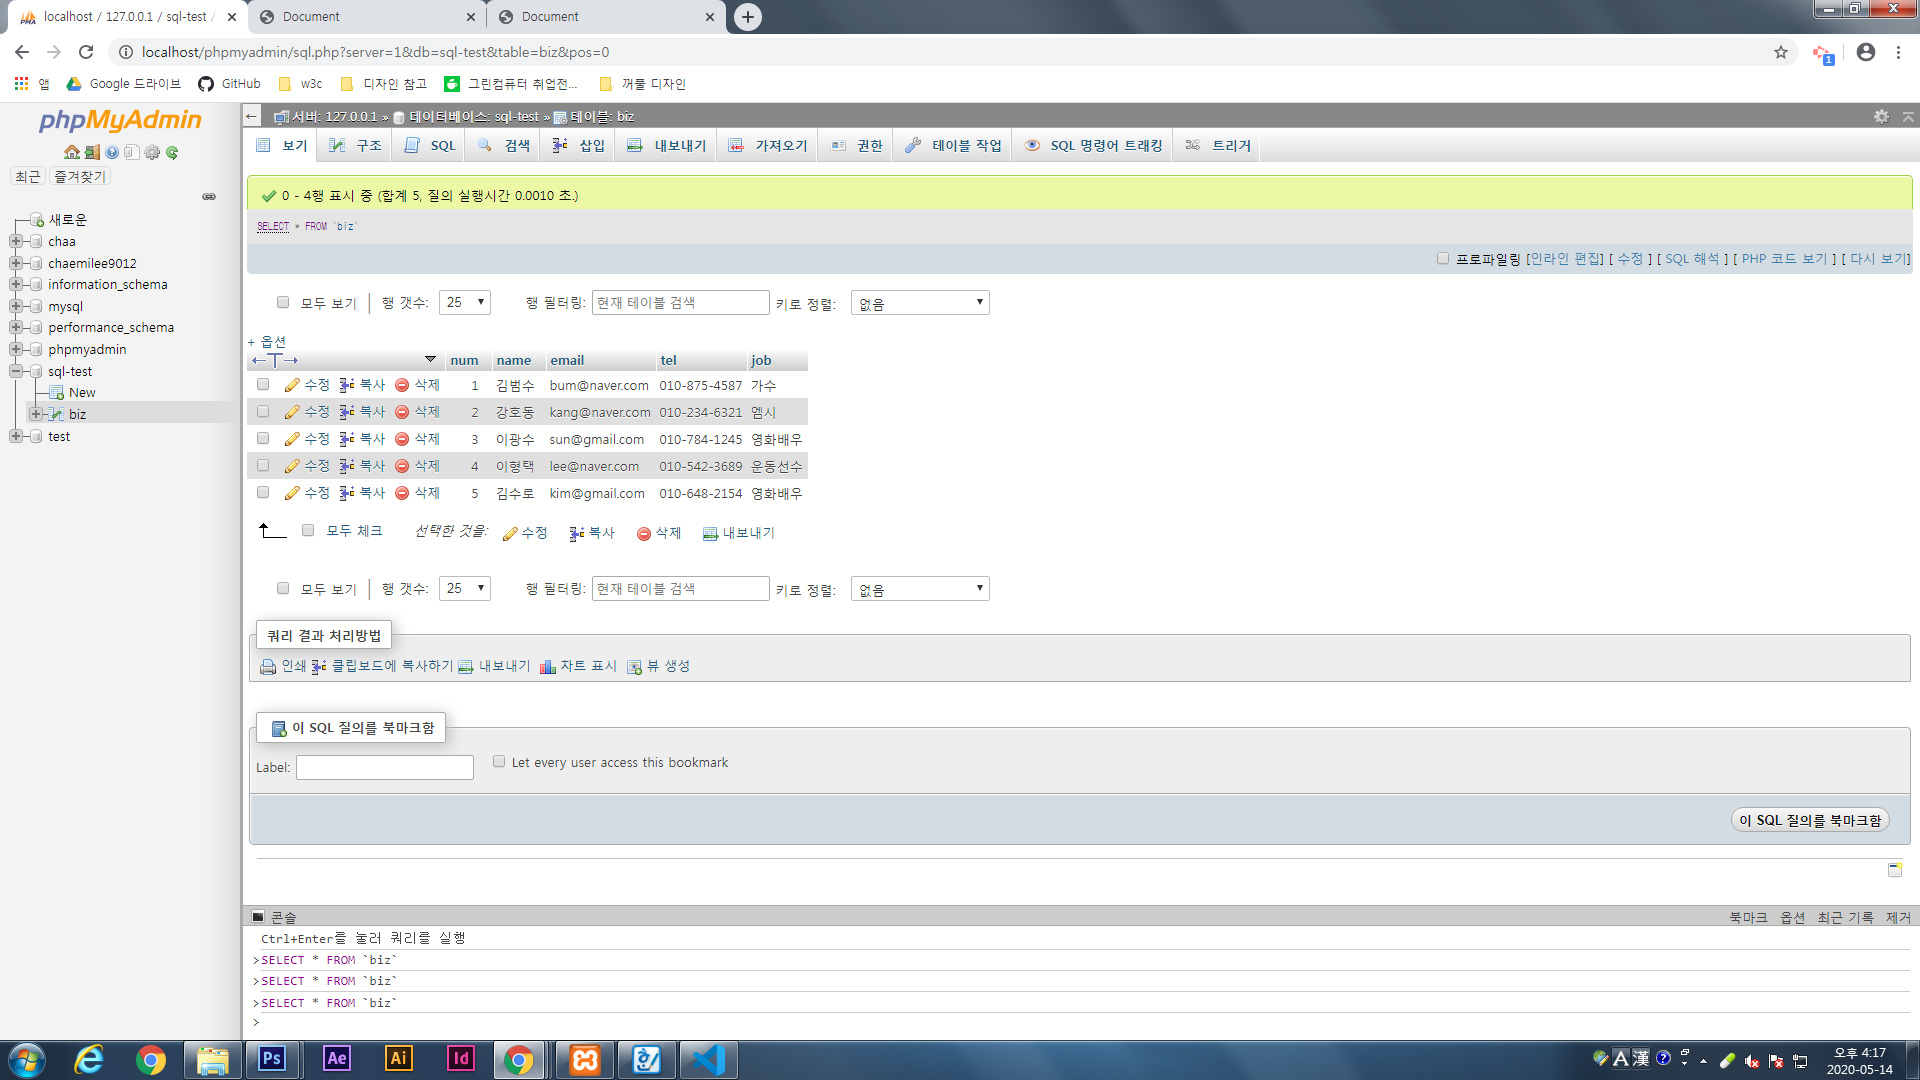 localhost / 127.0.0.1 / sql-test /
Document
Document
localhost/phpmyadmin/sql.php?server=1&db=sql-test&table=biz&pos=0
1
앱
Google 드라이브
GitHub
w3c
디자인 참고
그린컴퓨터 취업전...
꺼풀 디자인
phpMyAdmin
최근 즐겨찾기
새로운
chaa
chaemilee9012
information_schema
mysql
performance_schema
phpmyadmin
sql-test
New
biz
test
서버: 127.0.0.1 » 데이터베이스: sql-test » 테이블: biz
보기 구조 SQL 검색 삽입 내보내기 가져오기 권한 테이블 작업 SQL 명령어 트래킹 트리거
0 - 4행 표시 중 (합계 5, 질의 실행시간 0.0010 초.)
SELECT * FROM `biz`
프로파일링 [인라인 편집] [ 수정 ] [ SQL 해석 ] [ PHP 코드 보기 ] [ 다시 보기]
모두 보기 행 갯수: 25 행 필터링: 현재 테이블 검색 키로 정렬: 없음
+ 옵션
←T→ num name email tel job
수정 복사 삭제 1 김범수 bum@naver.com 010-875-4587 가수
수정 복사 삭제 2 강호동 kang@naver.com 010-234-6321 엠시
수정 복사 삭제 3 이광수 sun@gmail.com 010-784-1245 영화배우
수정 복사 삭제 4 이형택 lee@naver.com 010-542-3689 운동선수
수정 복사 삭제 5 김수로 kim@gmail.com 010-648-2154 영화배우
모두 체크 선택한 것을: 수정 복사 삭제 내보내기
모두 보기 행 갯수: 25 행 필터링: 현재 테이블 검색 키로 정렬: 없음
쿼리 결과 처리방법
인쇄 클립보드에 복사하기 내보내기 차트 표시 뷰 생성
이 SQL 질의를 북마크함
Label: Let every user access this bookmark
이 SQL 질의를 북마크함
콘솔 북마크 옵션 최근 기록 제거
Ctrl+Enter를 눌러 쿼리를 실행
>SELECT * FROM `biz`
>SELECT * FROM `biz`
>SELECT * FROM `biz`
>
Ps Ae Ai Id
A 漢
오후 4:17
2020-05-14